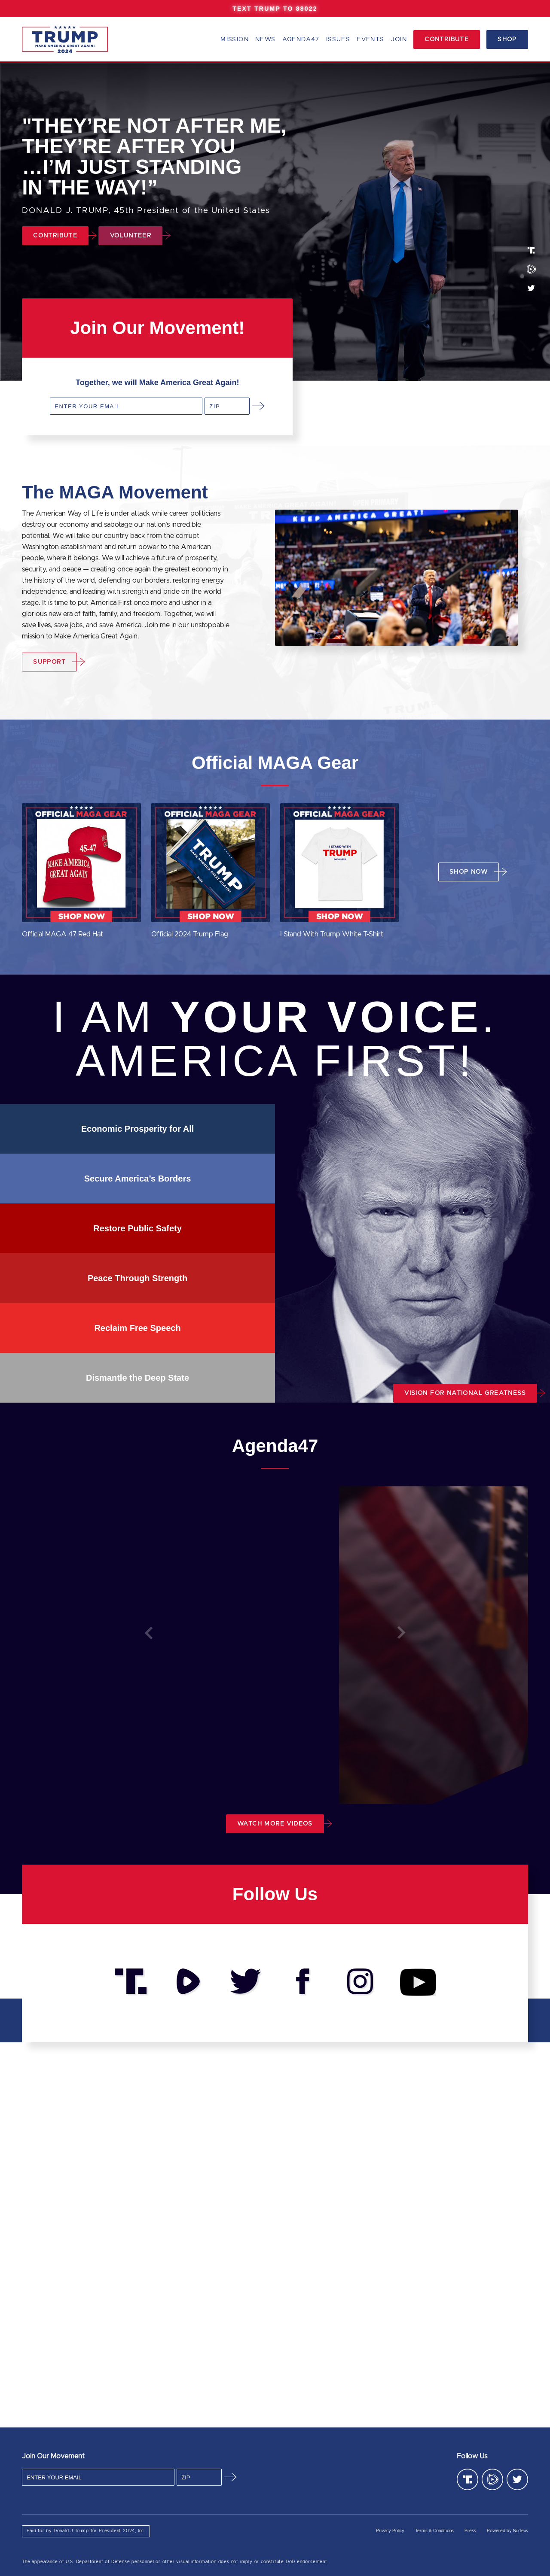 TEXT TRUMP TO 88022
TRUMP
MAKE AMERICA GREAT AGAIN!
2024
MISSION NEWS AGENDA47 ISSUES EVENTS JOIN CONTRIBUTE SHOP
"THEY’RE NOT AFTER ME,
THEY’RE AFTER YOU
…I’M JUST STANDING
IN THE WAY!”
DONALD J. TRUMP, 45th President of the United States
CONTRIBUTE VOLUNTEER
Join Our Movement!
Together, we will Make America Great Again!
ENTER YOUR EMAIL ZIP
The MAGA Movement
The American Way of Life is under attack while career politicians
destroy our economy and sabotage our nation's incredible
potential. We will take our country back from the corrupt
Washington establishment and return power to the American
people, where it belongs. We will achieve a future of prosperity,
security, and peace — creating once again the greatest economy in
the history of the world, defending our borders, restoring energy
independence, and leading with strength and pride on the world
stage. It is time to put America First once more and usher in a
glorious new era of faith, family, and freedom. Together, we will
save lives, save jobs, and save America. Join me in our unstoppable
mission to Make America Great Again.
KEEP AMERICA GREAT!
SUPPORT
TRUMP
Official MAGA Gear
OFFICIAL MAGA GEAR
45-47
MAKE AMERICA
GREAT AGAIN
SHOP NOW
Official MAGA 47 Red Hat
OFFICIAL MAGA GEAR
TRUMP
SHOP NOW
Official 2024 Trump Flag
OFFICIAL MAGA GEAR
I STAND WITH
TRUMP
SHOP NOW
I Stand With Trump White T-Shirt
SHOP NOW
I AM YOUR VOICE.
AMERICA FIRST!
Economic Prosperity for All
Secure America’s Borders
Restore Public Safety
Peace Through Strength
Reclaim Free Speech
Dismantle the Deep State
VISION FOR NATIONAL GREATNESS
Agenda47
WATCH MORE VIDEOS
Follow Us
Join Our Movement
ENTER YOUR EMAIL ZIP
Follow Us
Paid for by Donald J Trump for President 2024, Inc.
Privacy Policy Terms & Conditions Press Powered by Nucleus
The appearance of U.S. Department of Defense personnel or other visual information does not imply or constitute DoD endorsement.